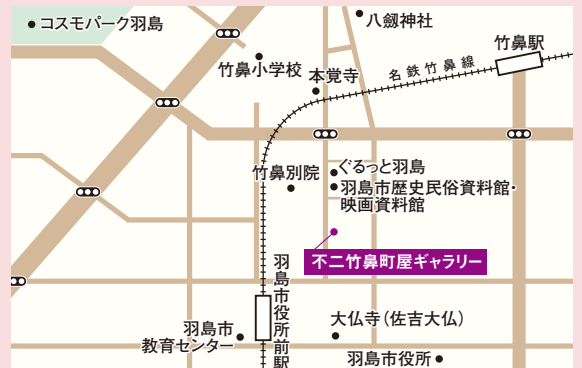 コスモパーク羽島
八劔神社
竹鼻駅
竹鼻小学校
名鉄竹鼻線
本覚寺
竹鼻別院
ぐるっと羽島
羽島市歴史民俗資料館・
映画資料館
不二竹鼻町屋ギャラリー
羽島市役所前駅
大仏寺（佐吉大仏）
羽島市
教育センター
羽島市役所